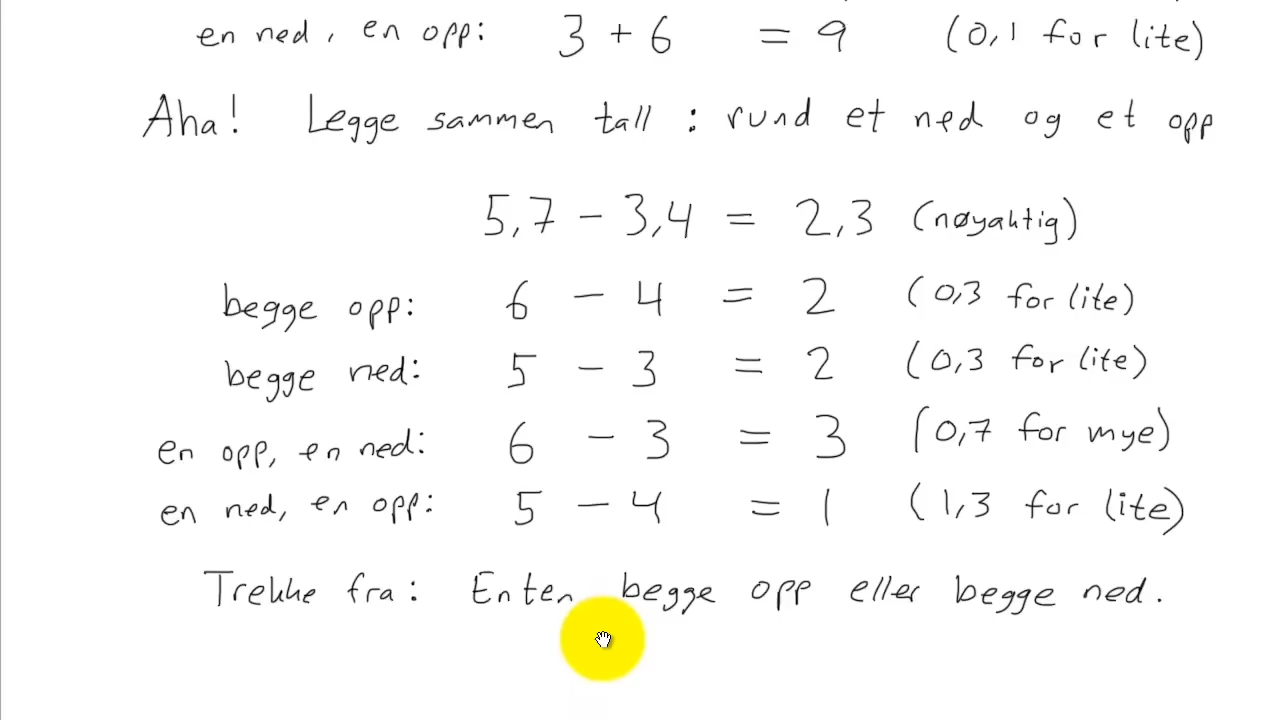 en ned, en opp: 3 + 6 = 9 (0,1 for lite)
Aha! Legge sammen tall : rund et ned og et opp
5,7 - 3,4 = 2,3 (nøyaktig)
begge opp: 6 - 4 = 2 (0,3 for lite)
begge ned: 5 - 3 = 2 (0,3 for lite)
en opp, en ned: 6 - 3 = 3 (0,7 for mye)
en ned, en opp: 5 - 4 = 1 (1,3 for lite)
Trekke fra: Enten begge opp eller begge ned.